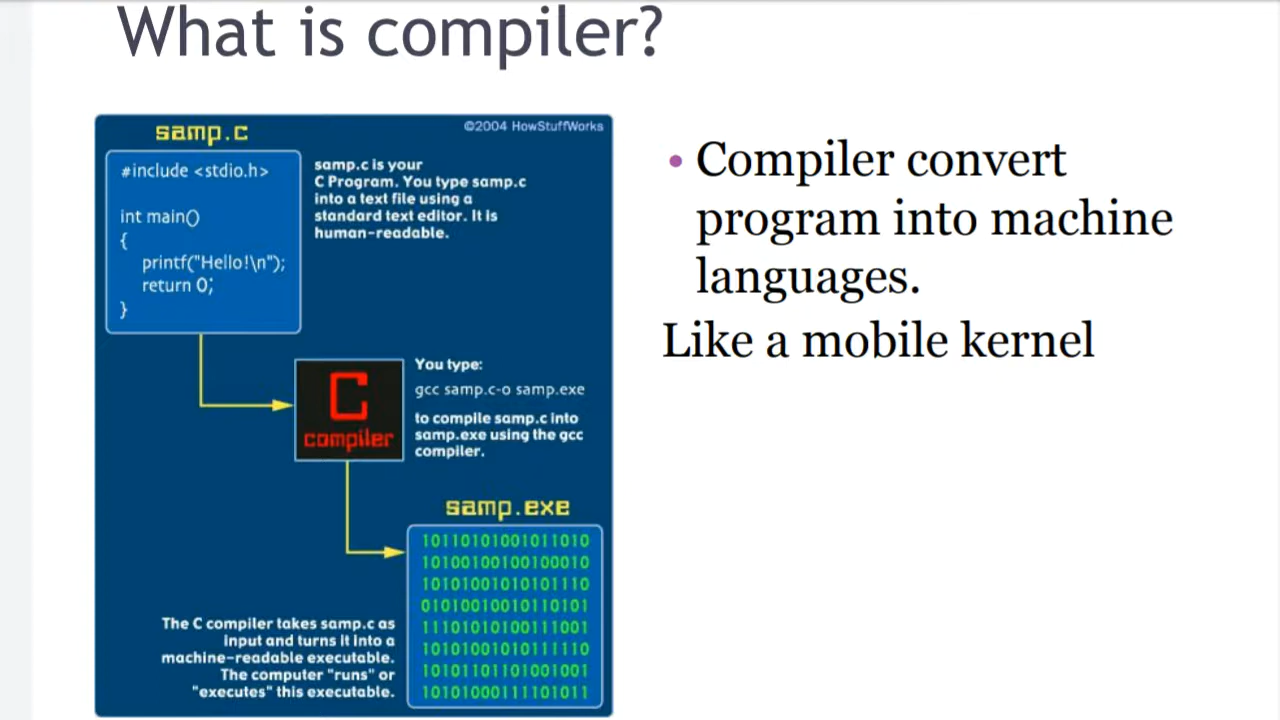 What is compiler?
samp.c
©2004 HowStuffWorks
#include <stdio.h>
int main()
{
printf("Hello!\n");
return 0;
}
samp.c is your
C Program. You type samp.c
into a text file using a
standard text editor. It is
human-readable.
C
compiler
You type:
gcc samp.c-o samp.exe
to compile samp.c into
samp.exe using the gcc
compiler.
samp.exe
10110101001011010
10100100100100010
10101001010101110
01010010010110101
11101010100111001
10101001010111110
10101101101001001
10101000111101011
The C compiler takes samp.c as
input and turns it into a
machine-readable executable.
The computer "runs" or
"executes" this executable.
• Compiler convert
program into machine
languages.
Like a mobile kernel